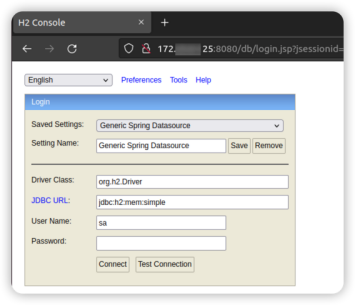 H2 Console
172. 25:8080/db/login.jsp?jsessionid=
English Preferences Tools Help
Login
Saved Settings: Generic Spring Datasource
Setting Name: Generic Spring Datasource Save Remove
Driver Class: org.h2.Driver
JDBC URL: jdbc:h2:mem:simple
User Name: sa
Password:
Connect Test Connection